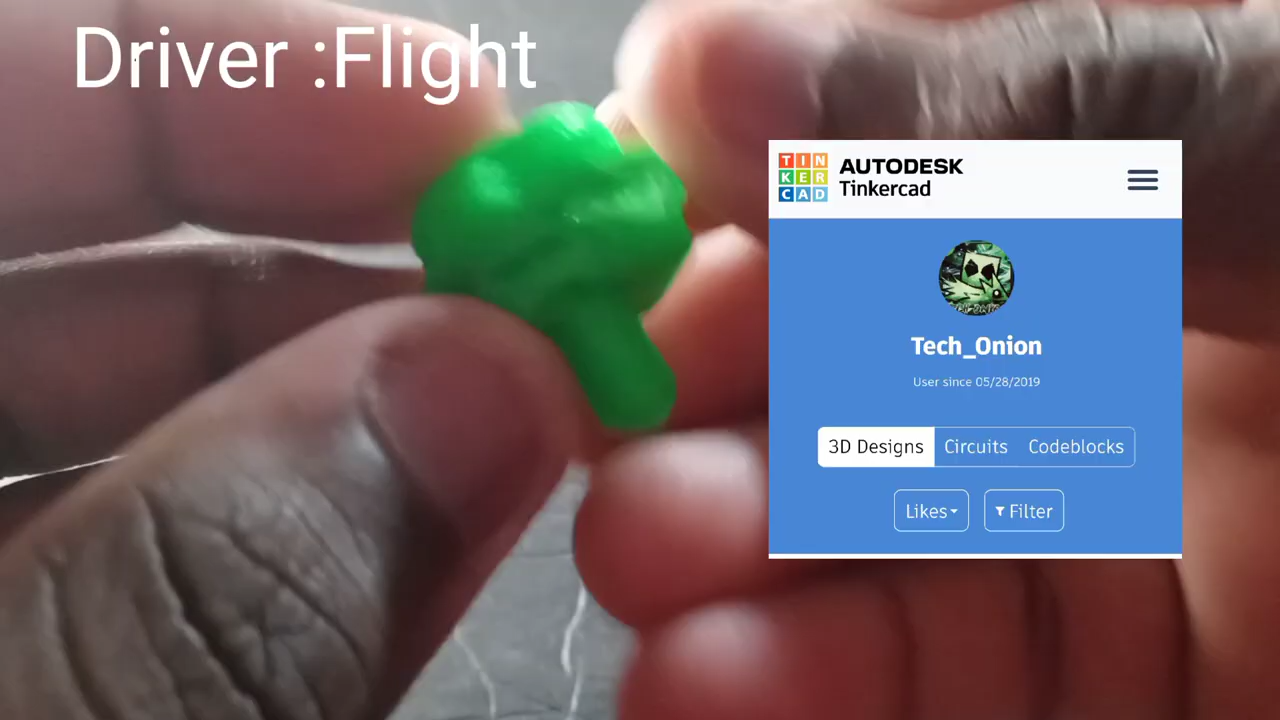 Driver :Flight
TIN
KER
CAD
AUTODESK
Tinkercad
Tech_Onion
User since 05/28/2019
3D Designs
Circuits
Codeblocks
Likes
Filter